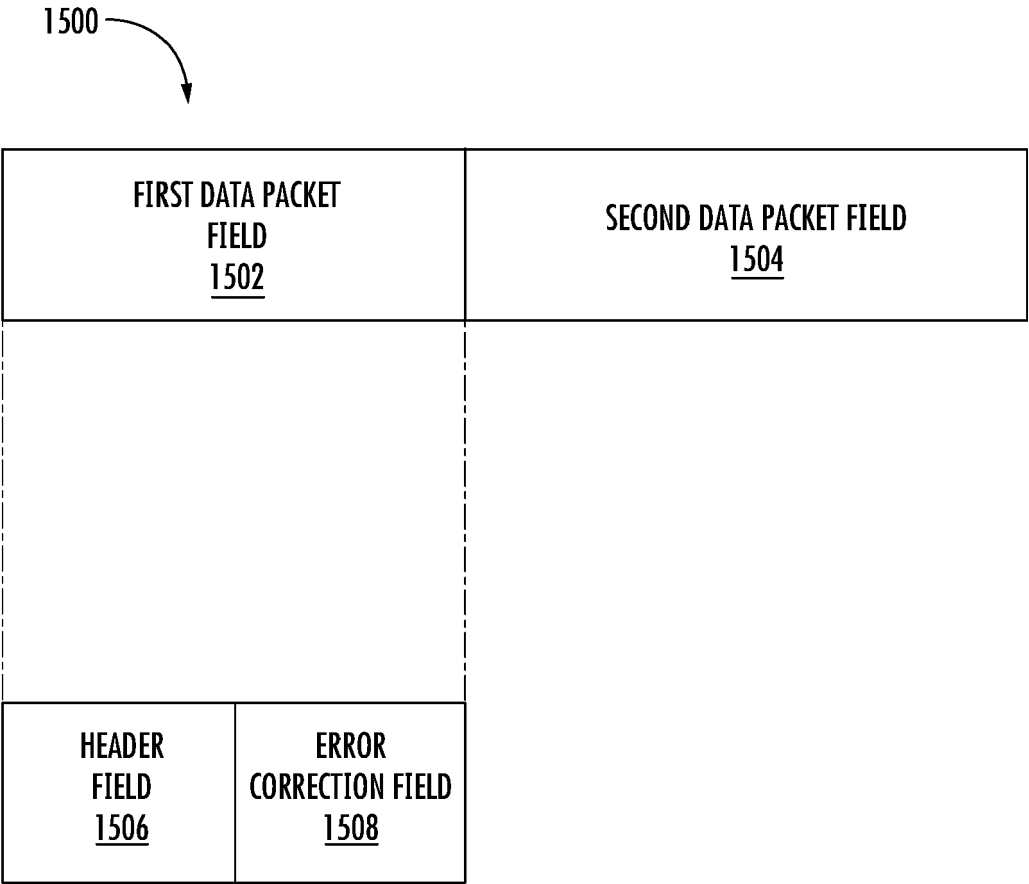 1500
FIRST DATA PACKET
FIELD
1502
SECOND DATA PACKET FIELD
1504
HEADER
FIELD
1506
ERROR
CORRECTION FIELD
1508